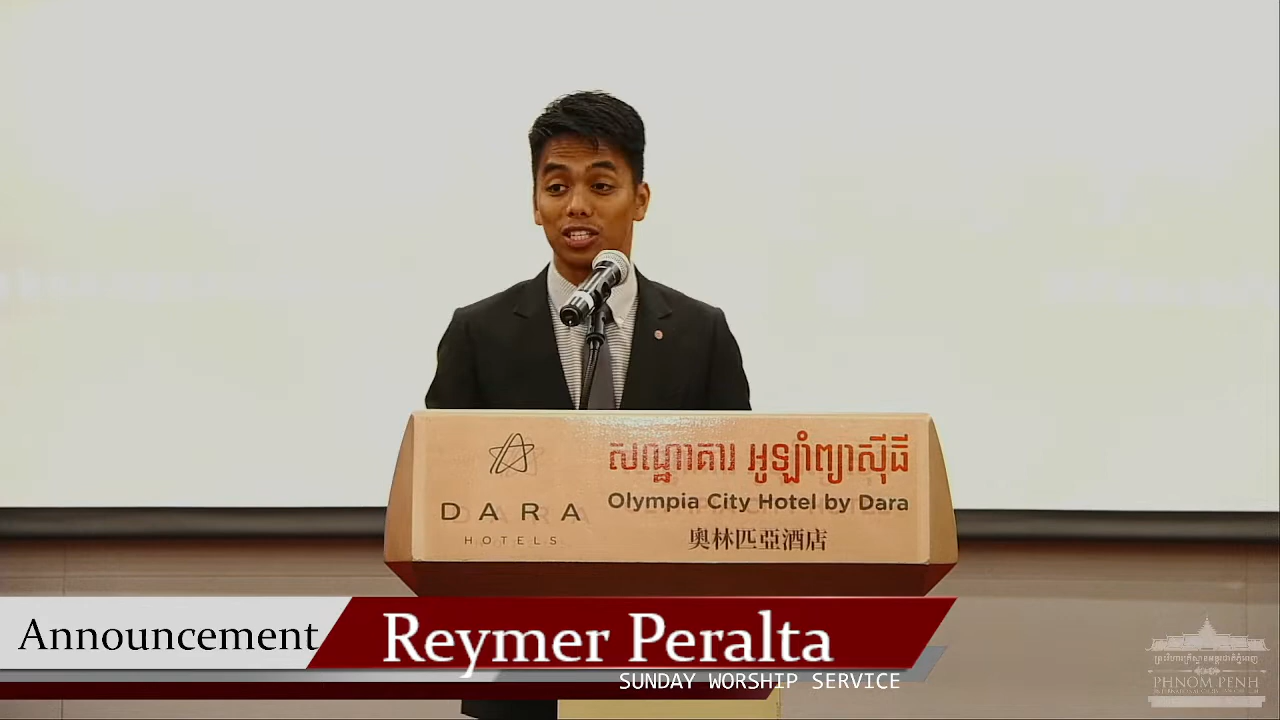 DARA
HOTELS
សណ្ឋាគារ អូឡាំព្យាស៊ីធី
Olympia City Hotel by Dara
奧林匹亞酒店
Announcement
Reymer Peralta
SUNDAY WORSHIP SERVICE
PHNOM PENH